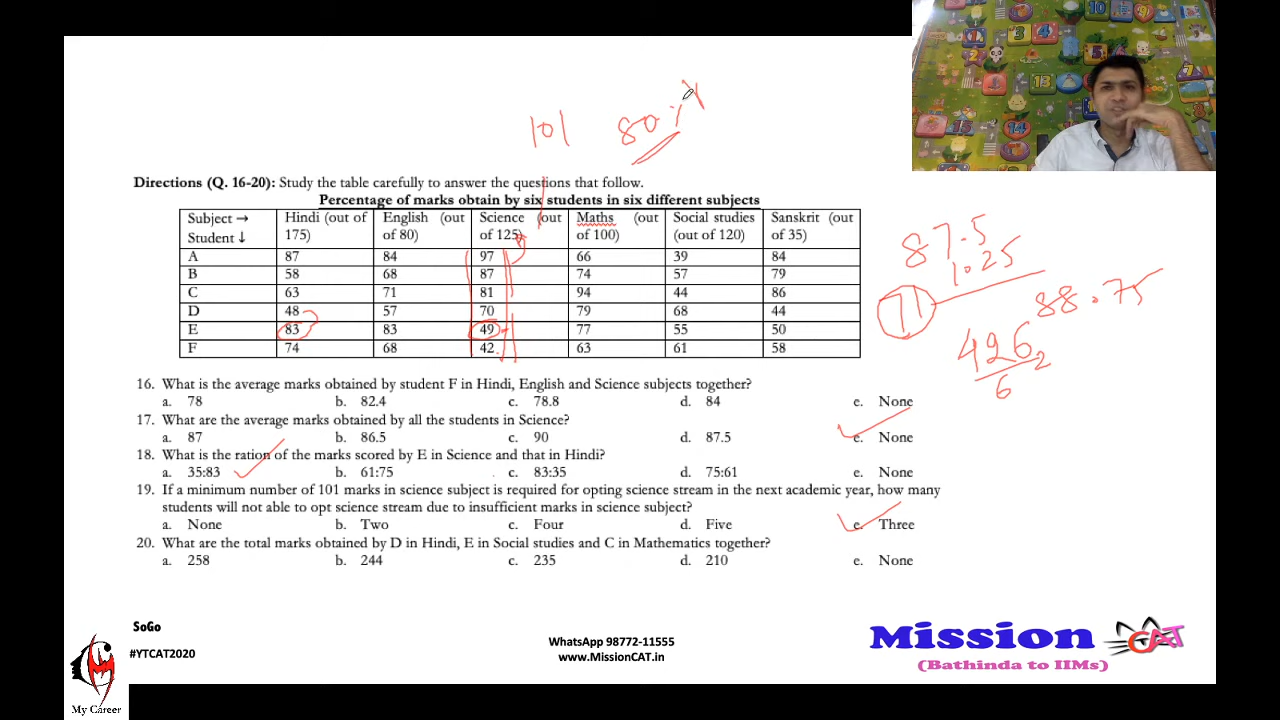 101 80%
Directions (Q. 16-20): Study the table carefully to answer the questions that follow.
Percentage of marks obtain by six students in six different subjects
Subject → Student ↓ Hindi (out of 175) English (out of 80) Science (out of 125) Maths (out of 100) Social studies (out of 120) Sanskrit (out of 35)
A 87 84 97 66 39 84
B 58 68 87 74 57 79
C 63 71 81 94 44 86
D 48 57 70 79 68 44
E 83 83 49 77 55 50
F 74 68 42 63 61 58
87.5
1.25
88.75
71
426
6
2
16. What is the average marks obtained by student F in Hindi, English and Science subjects together?
a. 78 b. 82.4 c. 78.8 d. 84 e. None
17. What are the average marks obtained by all the students in Science?
a. 87 b. 86.5 c. 90 d. 87.5 e. None
18. What is the ration of the marks scored by E in Science and that in Hindi?
a. 35:83 b. 61:75 c. 83:35 d. 75:61 e. None
19. If a minimum number of 101 marks in science subject is required for opting science stream in the next academic year, how many
students will not able to opt science stream due to insufficient marks in science subject?
a. None b. Two c. Four d. Five e. Three
20. What are the total marks obtained by D in Hindi, E in Social studies and C in Mathematics together?
a. 258 b. 244 c. 235 d. 210 e. None
SoGo
#YTCAT2020
WhatsApp 98772-11555
www.MissionCAT.in
Mission CAT
(Bathinda to IIMs)
My Career